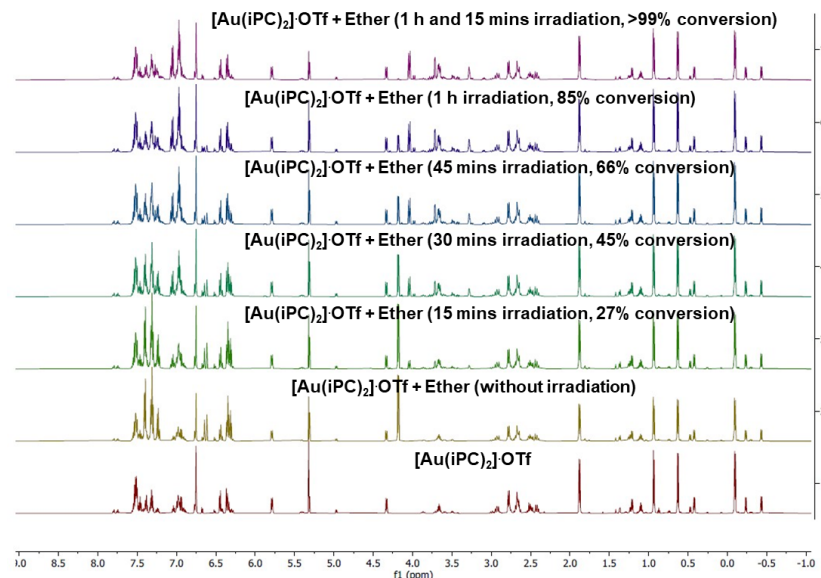 [Au(iPC)₂]·OTf + Ether (1 h and 15 mins irradiation, >99% conversion)
[Au(iPC)₂]·OTf + Ether (1 h irradiation, 85% conversion)
[Au(iPC)₂]·OTf + Ether (45 mins irradiation, 66% conversion)
[Au(iPC)₂]·OTf + Ether (30 mins irradiation, 45% conversion)
[Au(iPC)₂]·OTf + Ether (15 mins irradiation, 27% conversion)
[Au(iPC)₂]·OTf + Ether (without irradiation)
[Au(iPC)₂]·OTf
8.5 8.0 7.5 7.0 6.5 6.0 5.5 5.0 4.5 4.0 3.5 3.0 2.5 2.0 1.5 1.0 0.5 0.0 -0.5 -1.0
f1 (ppm)